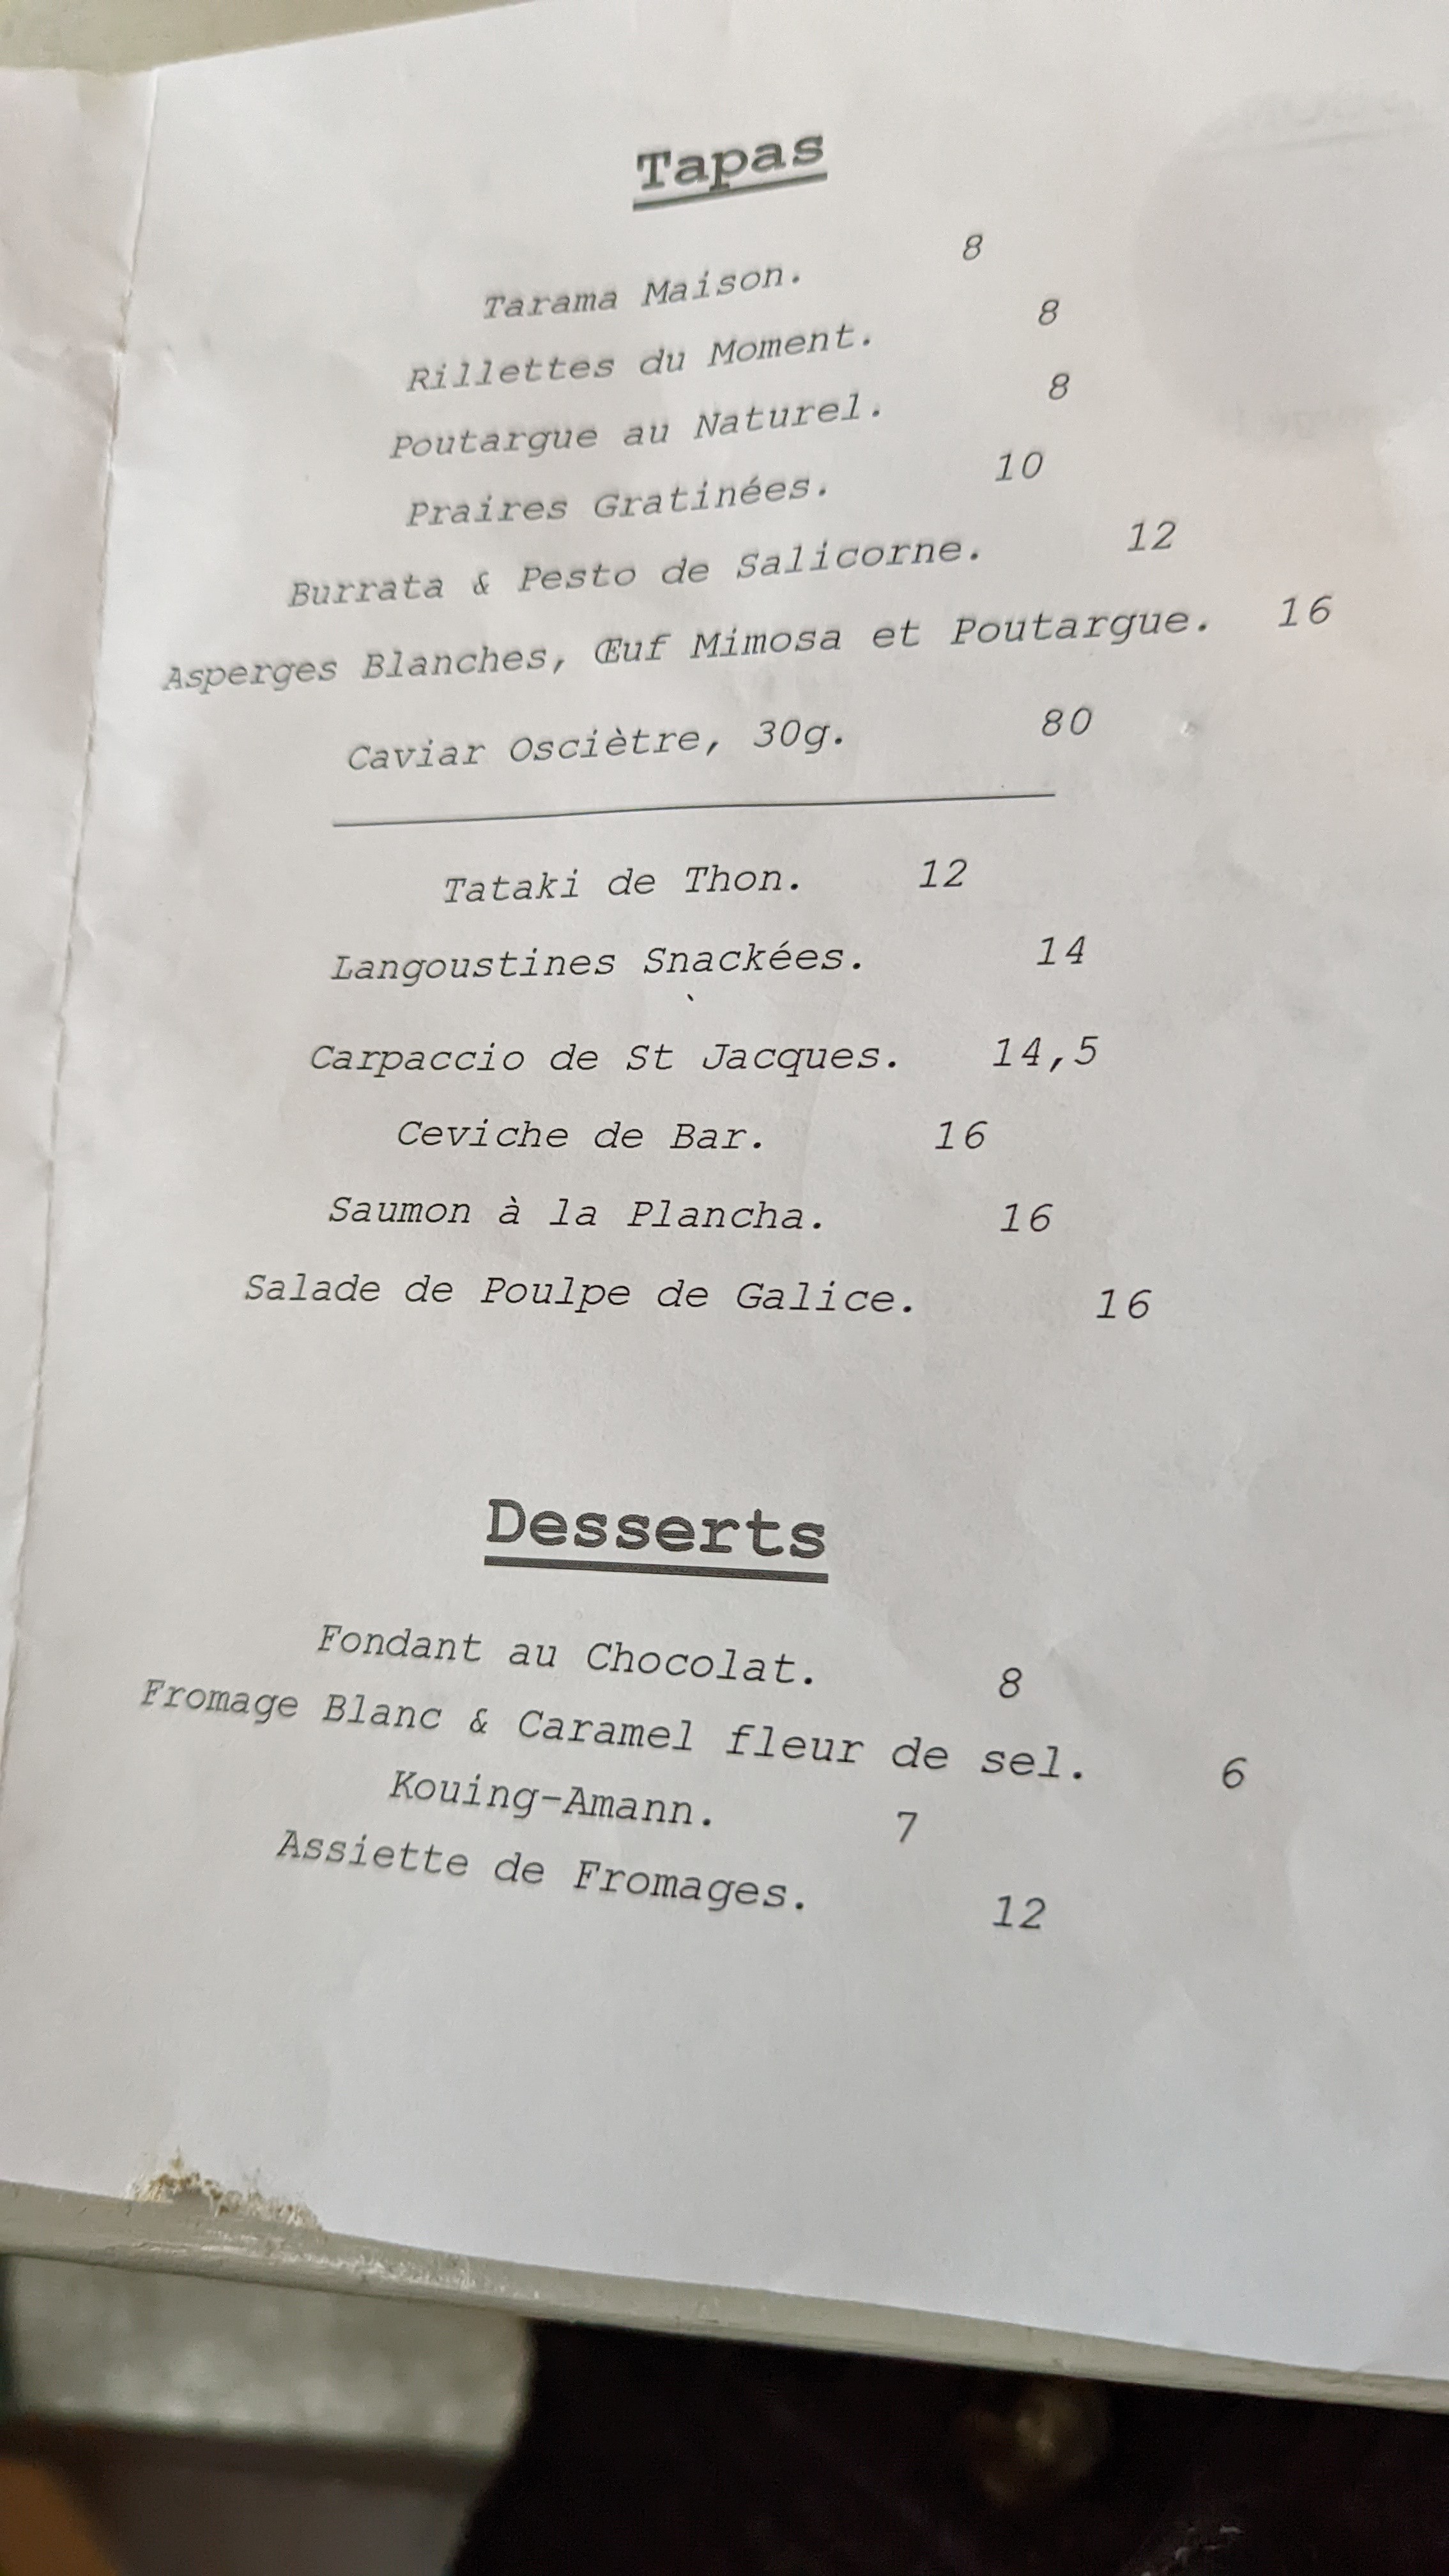 Tapas
Tarama Maison. 8
Rillettes du Moment. 8
Poutargue au Naturel. 8
Praires Gratinées. 10
Burrata & Pesto de Salicorne. 12
Asperges Blanches, Œuf Mimosa et Poutargue. 16
Caviar Osciètre, 30g. 80
Tataki de Thon. 12
Langoustines Snackées. 14
Carpaccio de St Jacques. 14,5
Ceviche de Bar. 16
Saumon à la Plancha. 16
Salade de Poulpe de Galice. 16
Desserts
Fondant au Chocolat. 8
Fromage Blanc & Caramel fleur de sel. 6
Kouing-Amann. 7
Assiette de Fromages. 12